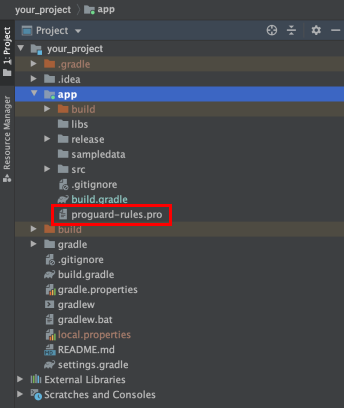 your_project app
1: Project
Resource Manager
Project
your_project
.gradle
.idea
app
build
libs
release
sampledata
src
.gitignore
build.gradle
proguard-rules.pro
build
gradle
.gitignore
build.gradle
gradle.properties
gradlew
gradlew.bat
local.properties
README.md
settings.gradle
External Libraries
Scratches and Consoles